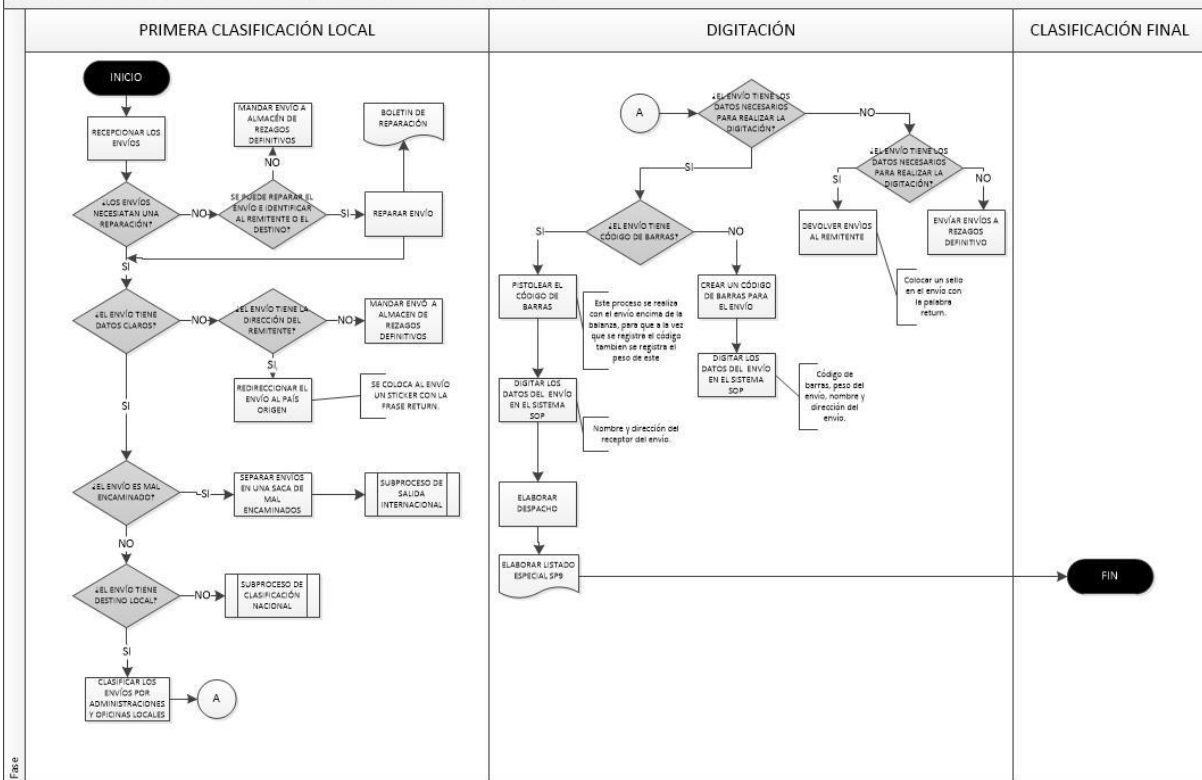 PRIMERA CLASIFICACIÓN LOCAL
DIGITACIÓN
CLASIFICACIÓN FINAL
INICIO
RECEPCIONAR LOS
ENVÍOS
¿LOS ENVÍOS
NECESIATAN UNA
REPARACIÓN?
NO
SE PUEDE REPARAR EL
ENVÍO E IDENTIFICAR
AL REMITENTE O EL
DESTINO?
NO
MANDAR ENVÍO A
ALMACÉN DE
REZAGOS
DEFINITIVOS
SI
REPARAR ENVÍO
BOLETIN DE
REPARACIÓN
SI
¿EL ENVÍO TIENE
DATOS CLAROS?
NO
¿EL ENVÍO TIENE LA
DIRECCIÓN DEL
REMITENTE?
NO
MANDAR ENVÓ A
ALMACEN DE
REZAGOS
DEFINITIVOS
SI
REDIRECCIONAR EL
ENVÍO AL PAÍS
ORIGEN
SE COLOCA AL ENVÍO
UN STICKER CON LA
FRASE RETURN.
SI
¿EL ENVÍO ES MAL
ENCAMINADO?
SI
SEPARAR ENVÍOS
EN UNA SACA DE
MAL
ENCAMINADOS
SUBPROCESO DE
SALIDA
INTERNACIONAL
NO
¿EL ENVÍO TIENE
DESTINO LOCAL?
NO
SUBPROCESO DE
CLASIFICACIÓN
NACIONAL
SI
CLASIFICAR LOS
ENVÍOS POR
ADMINISTRACIONES
Y OFICINAS LOCALES
A
A
¿EL ENVÍO TIENE LOS
DATOS NECESARIOS
PARA REALIZAR LA
DIGITACIÓN?
NO
¿EL ENVÍO TIENE LOS
DATOS NECESARIOS
PARA REALIZAR LA
DIGITACIÓN?
SI
DEVOLVER ENVÍOS
AL REMITENTE
NO
ENVÍAR ENVÍOS A
REZAGOS
DEFINITIVO
Colocar un sello
en el envío con
la palabra
return.
SI
¿EL ENVÍO TIENE
CÓDIGO DE BARRAS?
SI
PISTOLEAR EL
CÓDIGO DE
BARRAS
Este proceso se realiza
con el envío encima de la
balanza, para que a la vez
que se registra el código
tambien se registra el
peso de este
NO
CREAR UN CÓDIGO
DE BARRAS PARA
EL ENVÍO
DIGITAR LOS
DATOS DEL ENVÍO
EN EL SISTEMA
SOP
Nombre y dirección del
receptor del envío.
DIGITAR LOS
DATOS DEL ENVÍO
EN EL SISTEMA
SOP
Código de
barras, peso del
envío, nombre y
dirección del
envío.
ELABORAR
DESPACHO
ELABORAR LISTADO
ESPECIAL SP9
FIN
Fase